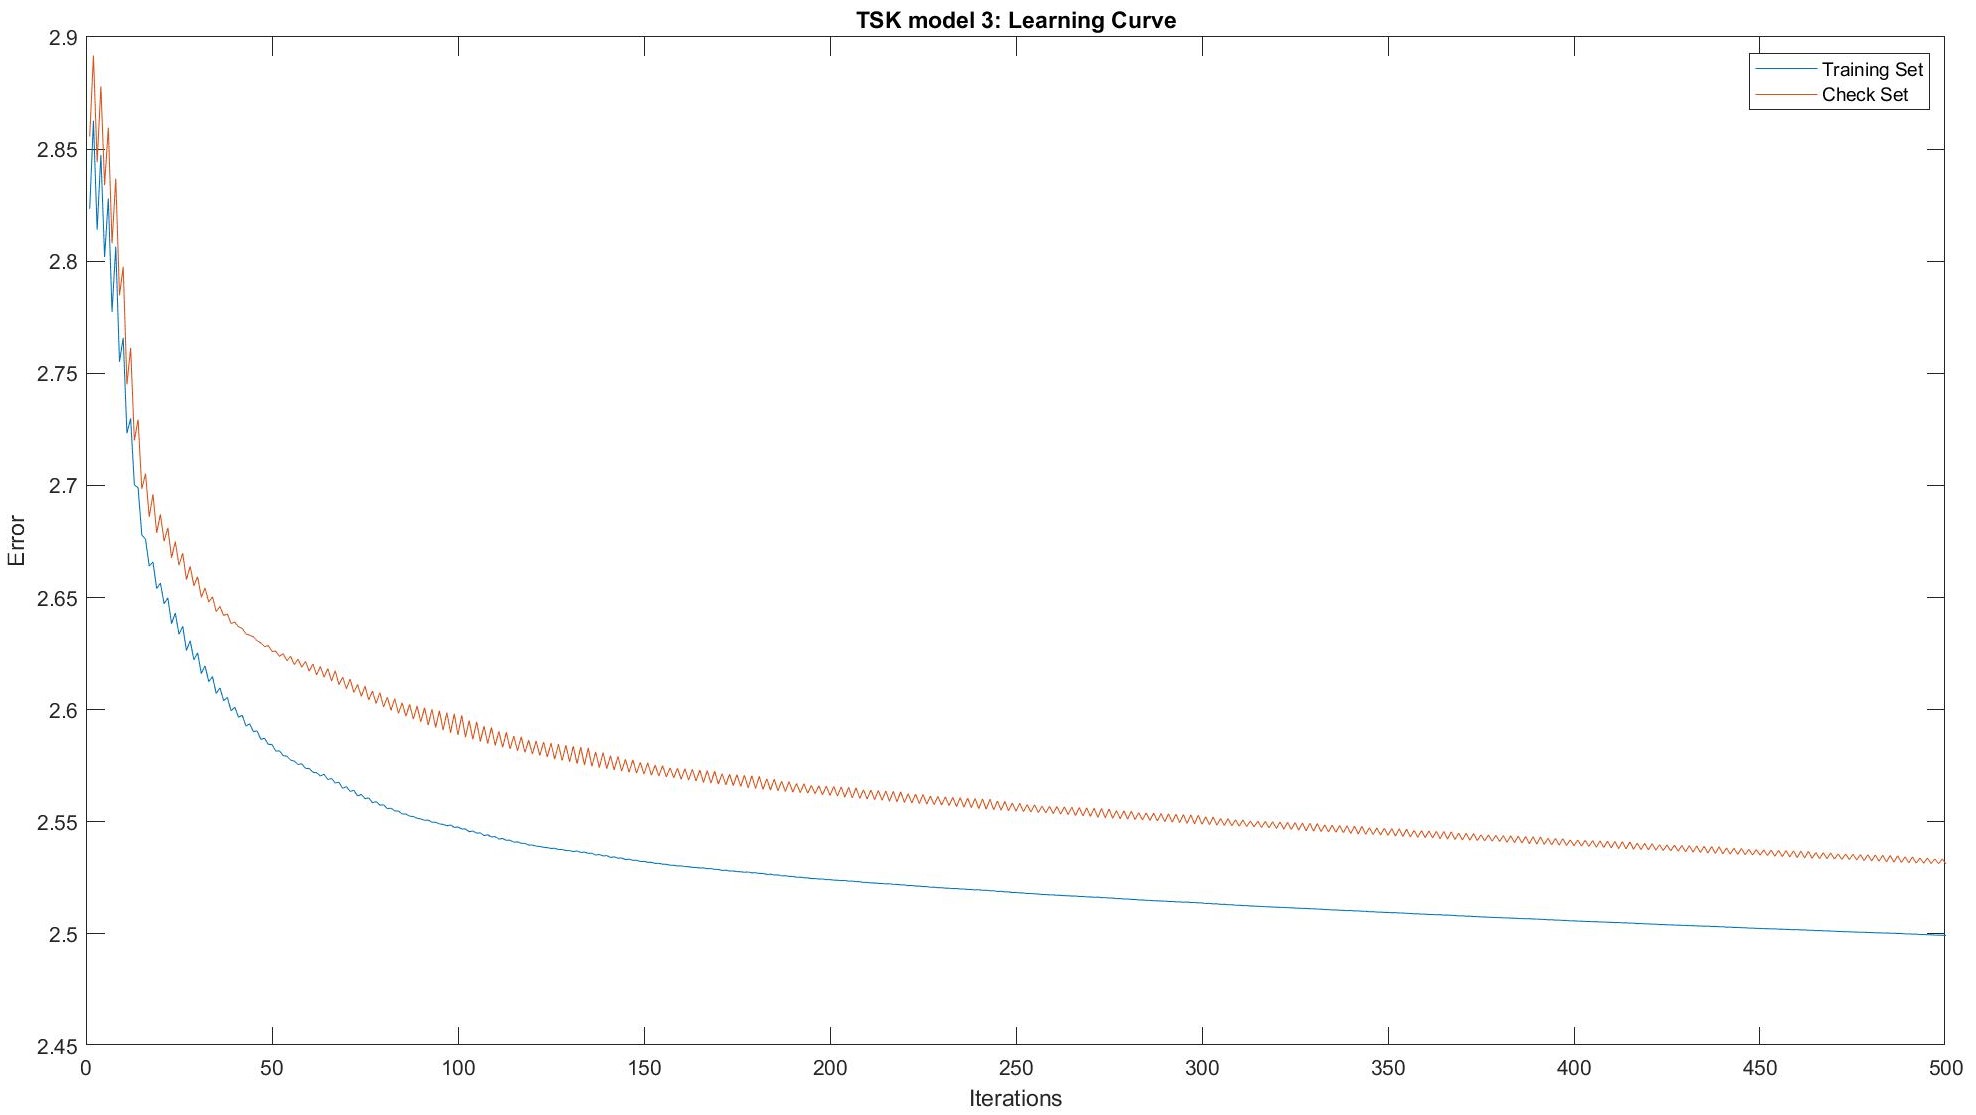 TSK model 3: Learning Curve
2.9
2.85
2.8
2.75
2.7
2.65
2.6
2.55
2.5
2.45
Error
Training Set
Check Set
0 50 100 150 200 250 300 350 400 450 500
Iterations